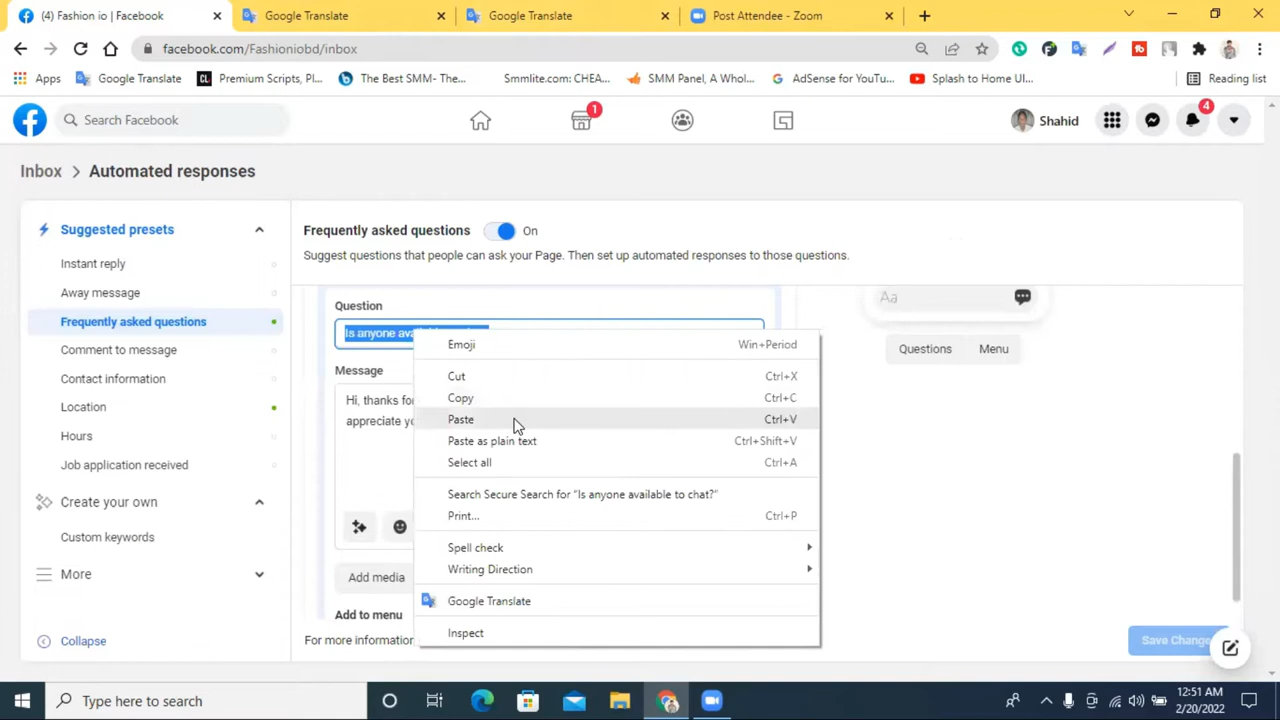 (4) Fashion io | Facebook
Google Translate
Google Translate
Post Attendee - Zoom
facebook.com/Fashioniobd/inbox
Apps
Google Translate
Premium Scripts, Pl...
The Best SMM- The...
Smmlite.com: CHEA...
SMM Panel, A Whol...
AdSense for YouTu...
Splash to Home UI...
Reading list
Search Facebook
1
Shahid
4
Inbox
Automated responses
Suggested presets
Instant reply
Away message
Frequently asked questions
Comment to message
Contact information
Location
Hours
Job application received
Create your own
Custom keywords
More
Collapse
Frequently asked questions
On
Suggest questions that people can ask your Page. Then set up automated responses to those questions.
Question
Is anyone ava
Message
Hi, thanks for
appreciate yo
Add media
Add to menu
For more information
Emoji Win+Period
Cut Ctrl+X
Copy Ctrl+C
Paste Ctrl+V
Paste as plain text Ctrl+Shift+V
Select all Ctrl+A
Search Secure Search for “Is anyone available to chat?”
Print... Ctrl+P
Spell check
Writing Direction
Google Translate
Inspect
Aa
Questions
Menu
Save Change
Type here to search
12:51 AM
2/20/2022